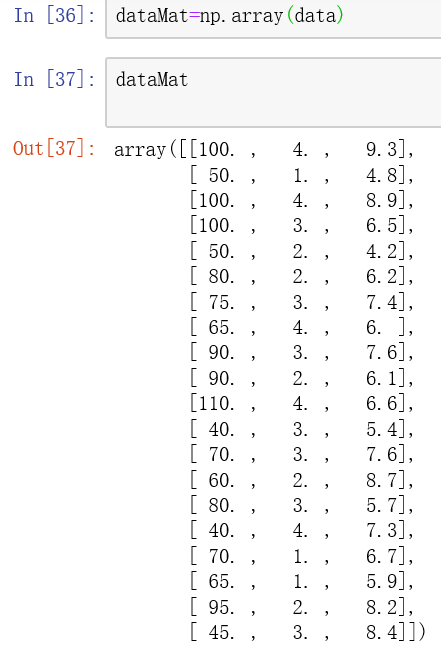 In [36]: dataMat=np.array(data)
In [37]: dataMat
Out[37]: array([[100. ,   4. ,   9.3],
       [ 50. ,   1. ,   4.8],
       [100. ,   4. ,   8.9],
       [100. ,   3. ,   6.5],
       [ 50. ,   2. ,   4.2],
       [ 80. ,   2. ,   6.2],
       [ 75. ,   3. ,   7.4],
       [ 65. ,   4. ,   6. ],
       [ 90. ,   3. ,   7.6],
       [ 90. ,   2. ,   6.1],
       [110. ,   4. ,   6.6],
       [ 40. ,   3. ,   5.4],
       [ 70. ,   3. ,   7.6],
       [ 60. ,   2. ,   8.7],
       [ 80. ,   3. ,   5.7],
       [ 40. ,   4. ,   7.3],
       [ 70. ,   1. ,   6.7],
       [ 65. ,   1. ,   5.9],
       [ 95. ,   2. ,   8.2],
       [ 45. ,   3. ,   8.4]])